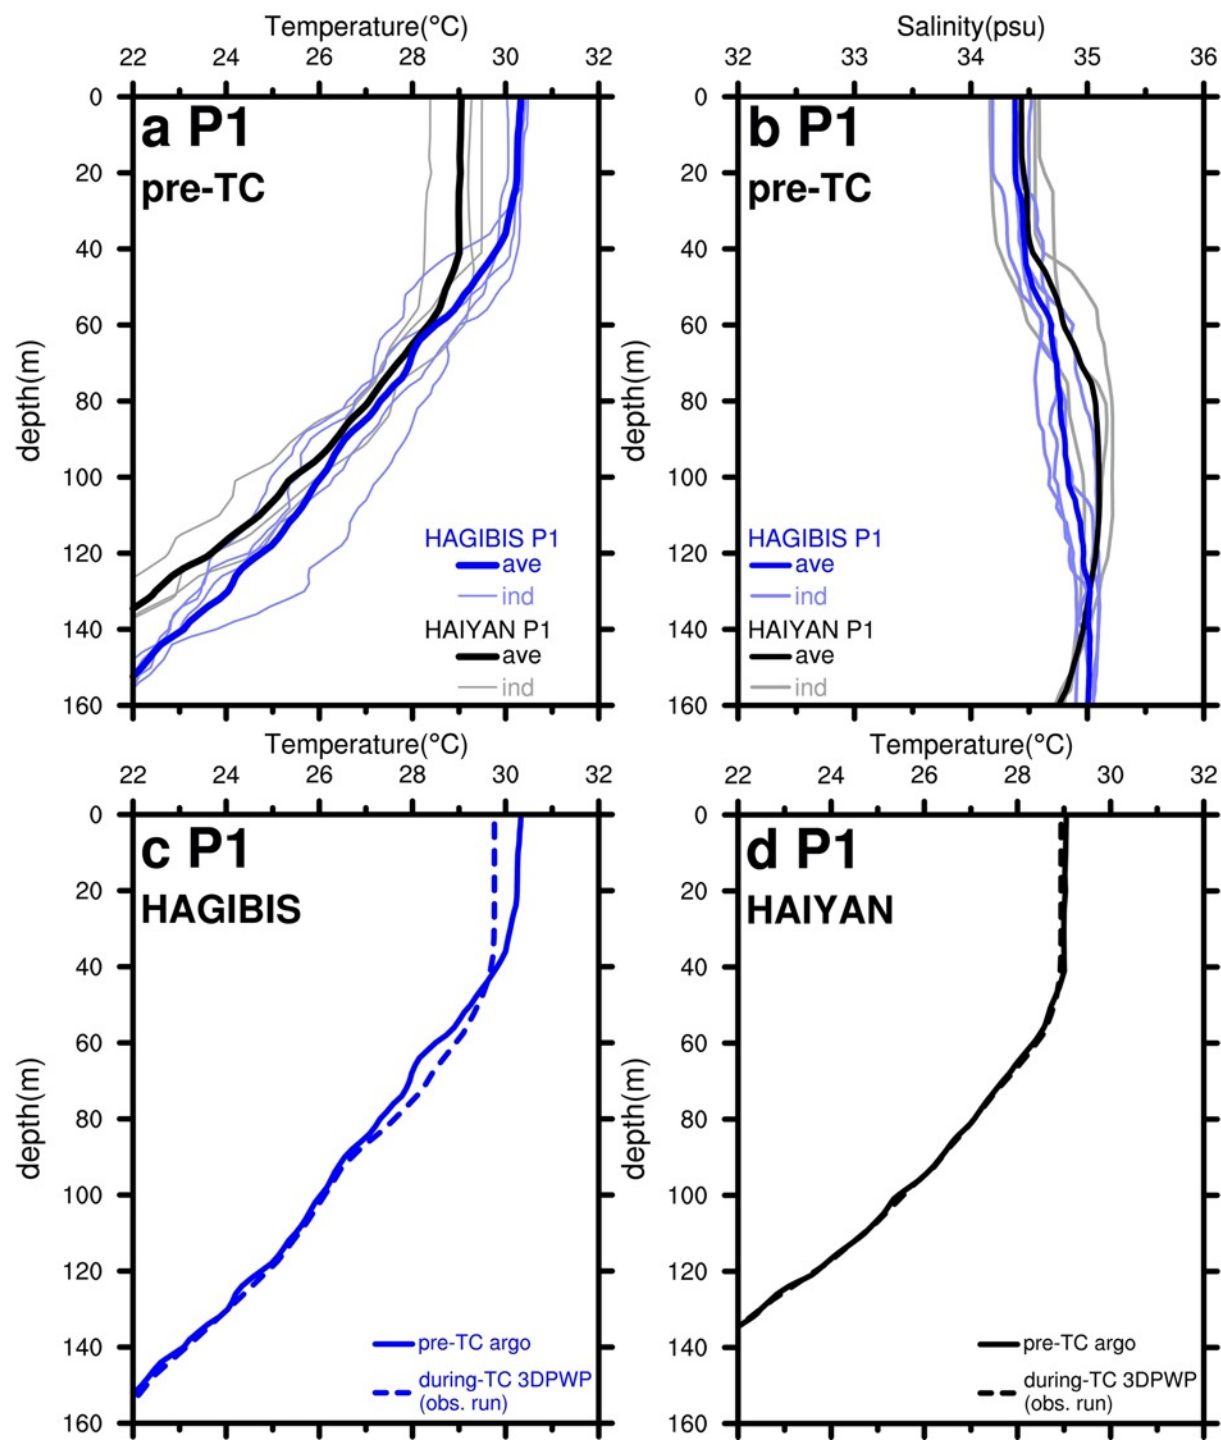 Temperature(°C)
22 24 26 28 30 32
0
20
40
60
80
100
120
140
160
depth(m)
a P1
pre-TC
HAGIBIS P1
ave
ind
HAIYAN P1
ave
ind
Salinity(psu)
32 33 34 35 36
0
20
40
60
80
100
120
140
160
depth(m)
b P1
pre-TC
HAGIBIS P1
ave
ind
HAIYAN P1
ave
ind
Temperature(°C)
22 24 26 28 30 32
0
20
40
60
80
100
120
140
160
depth(m)
c P1
HAGIBIS
pre-TC argo
during-TC 3DPWP
(obs. run)
Temperature(°C)
22 24 26 28 30 32
0
20
40
60
80
100
120
140
160
depth(m)
d P1
HAIYAN
pre-TC argo
during-TC 3DPWP
(obs. run)